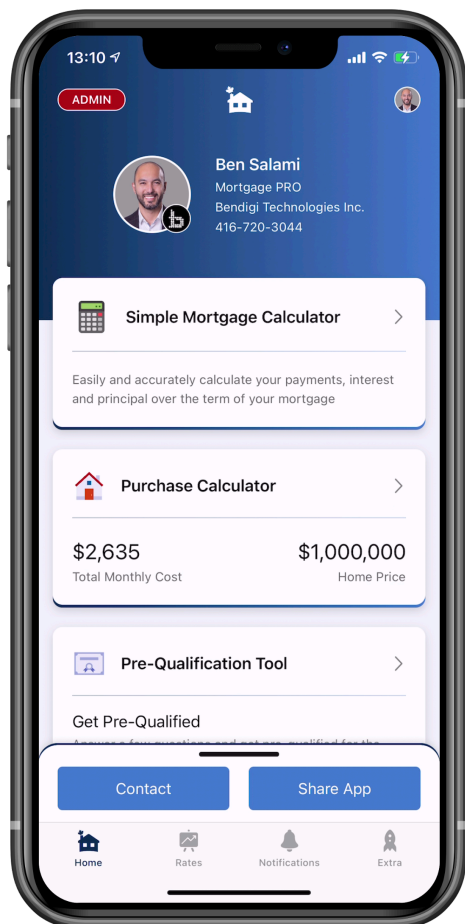 13:10
ADMIN
Ben Salami
Mortgage PRO
Bendigi Technologies Inc.
416-720-3044
Simple Mortgage Calculator
Easily and accurately calculate your payments, interest
and principal over the term of your mortgage
Purchase Calculator
$2,635
$1,000,000
Total Monthly Cost
Home Price
Pre-Qualification Tool
Get Pre-Qualified
Contact
Share App
Home
Rates
Notifications
Extra